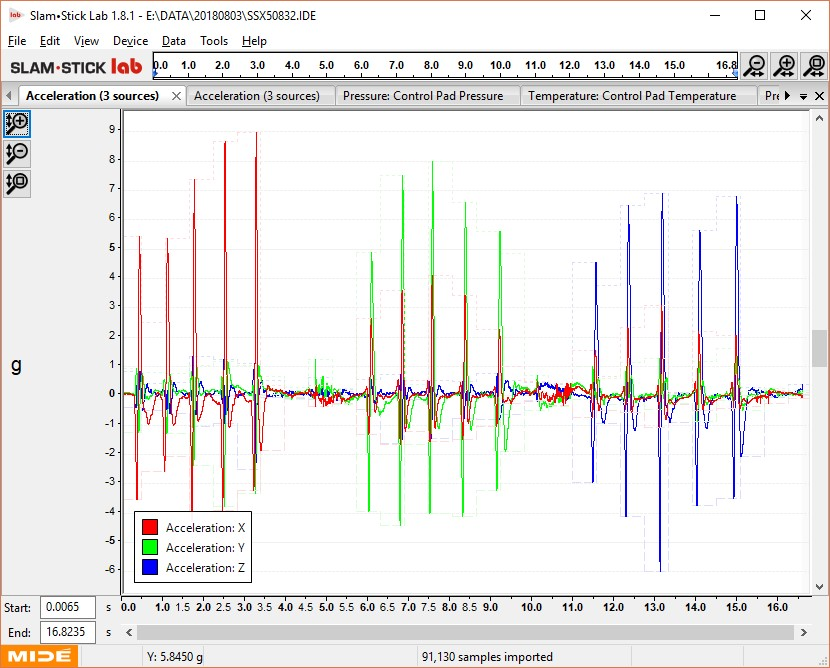 lab Slam•Stick Lab 1.8.1 - E:\DATA\20180803\SSX50832.IDE
File Edit View Device Data Tools Help
SLAM•STICK lab 0.0 1.0 2.0 3.0 4.0 5.0 6.0 7.0 8.0 9.0 10.0 11.0 12.0 13.0 14.0 15.0 16.8
Acceleration (3 sources) Acceleration (3 sources) Pressure: Control Pad Pressure Temperature: Control Pad Temperature Pre
9
8
7
6
5
4
3
2
1
0
-1
-2
-3
-4
-5
-6
g
Acceleration: X
Acceleration: Y
Acceleration: Z
Start: 0.0065 s 0.0 1.0 1.5 2.0 2.5 3.0 3.5 4.0 4.5 5.0 5.5 6.0 6.5 7.0 7.5 8.0 8.5 9.0 10.0 11.0 12.0 13.0 14.0 15.0 16.0
End: 16.8235 s
MIDE Y: 5.8450 g 91,130 samples imported